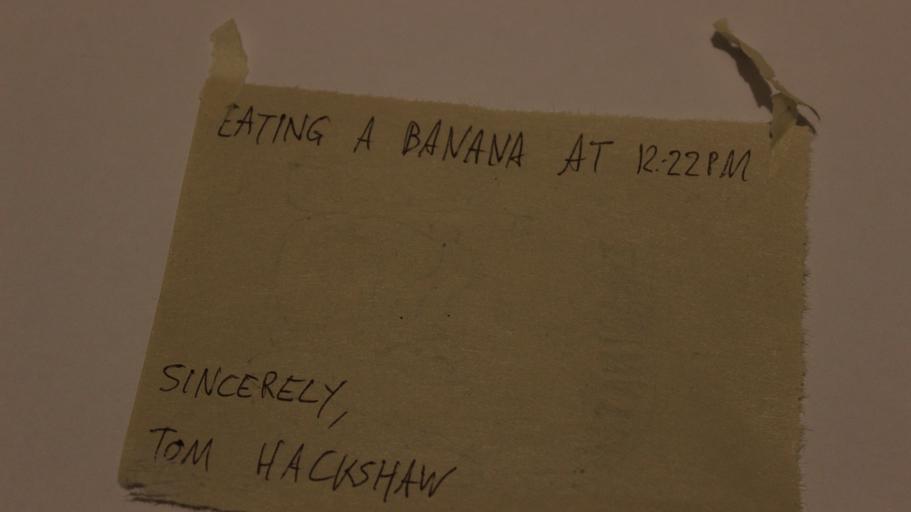 EATING A BANANA AT 12:22PM
SINCERELY,
TOM HACKSHAW